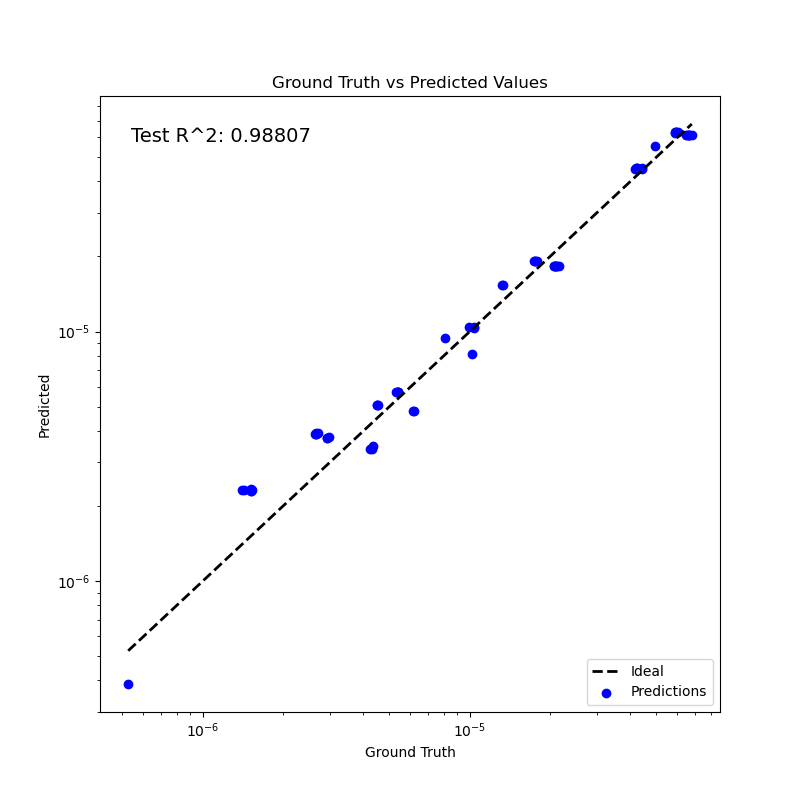 Ground Truth vs Predicted Values
Test R^2: 0.98807
Predicted
10⁻⁵
10⁻⁶
Ideal
Predictions
10⁻⁶
10⁻⁵
Ground Truth